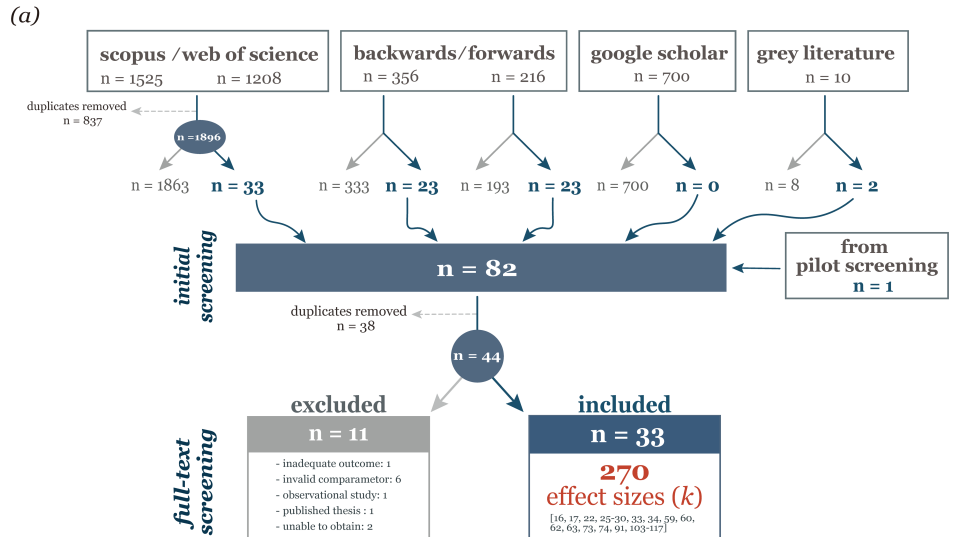 (a)
scopus /web of science
n = 1525 n = 1208
backwards/forwards
n = 356 n = 216
google scholar
n = 700
grey literature
n = 10
duplicates removed
n = 837
n =1896
n = 1863 n = 33 n = 333 n = 23 n = 193 n = 23 n = 700 n = 0 n = 8 n = 2
initial
screening
n = 82
from
pilot screening
n = 1
duplicates removed
n = 38
n = 44
full-text
screening
excluded
n = 11
- inadequate outcome: 1
- invalid comparametor: 6
- observational study: 1
- published thesis : 1
- unable to obtain: 2
included
n = 33
270
effect sizes (k)
[16, 17, 22, 25-30, 33, 34, 59, 60,
62, 63, 73, 74, 91, 103-117]